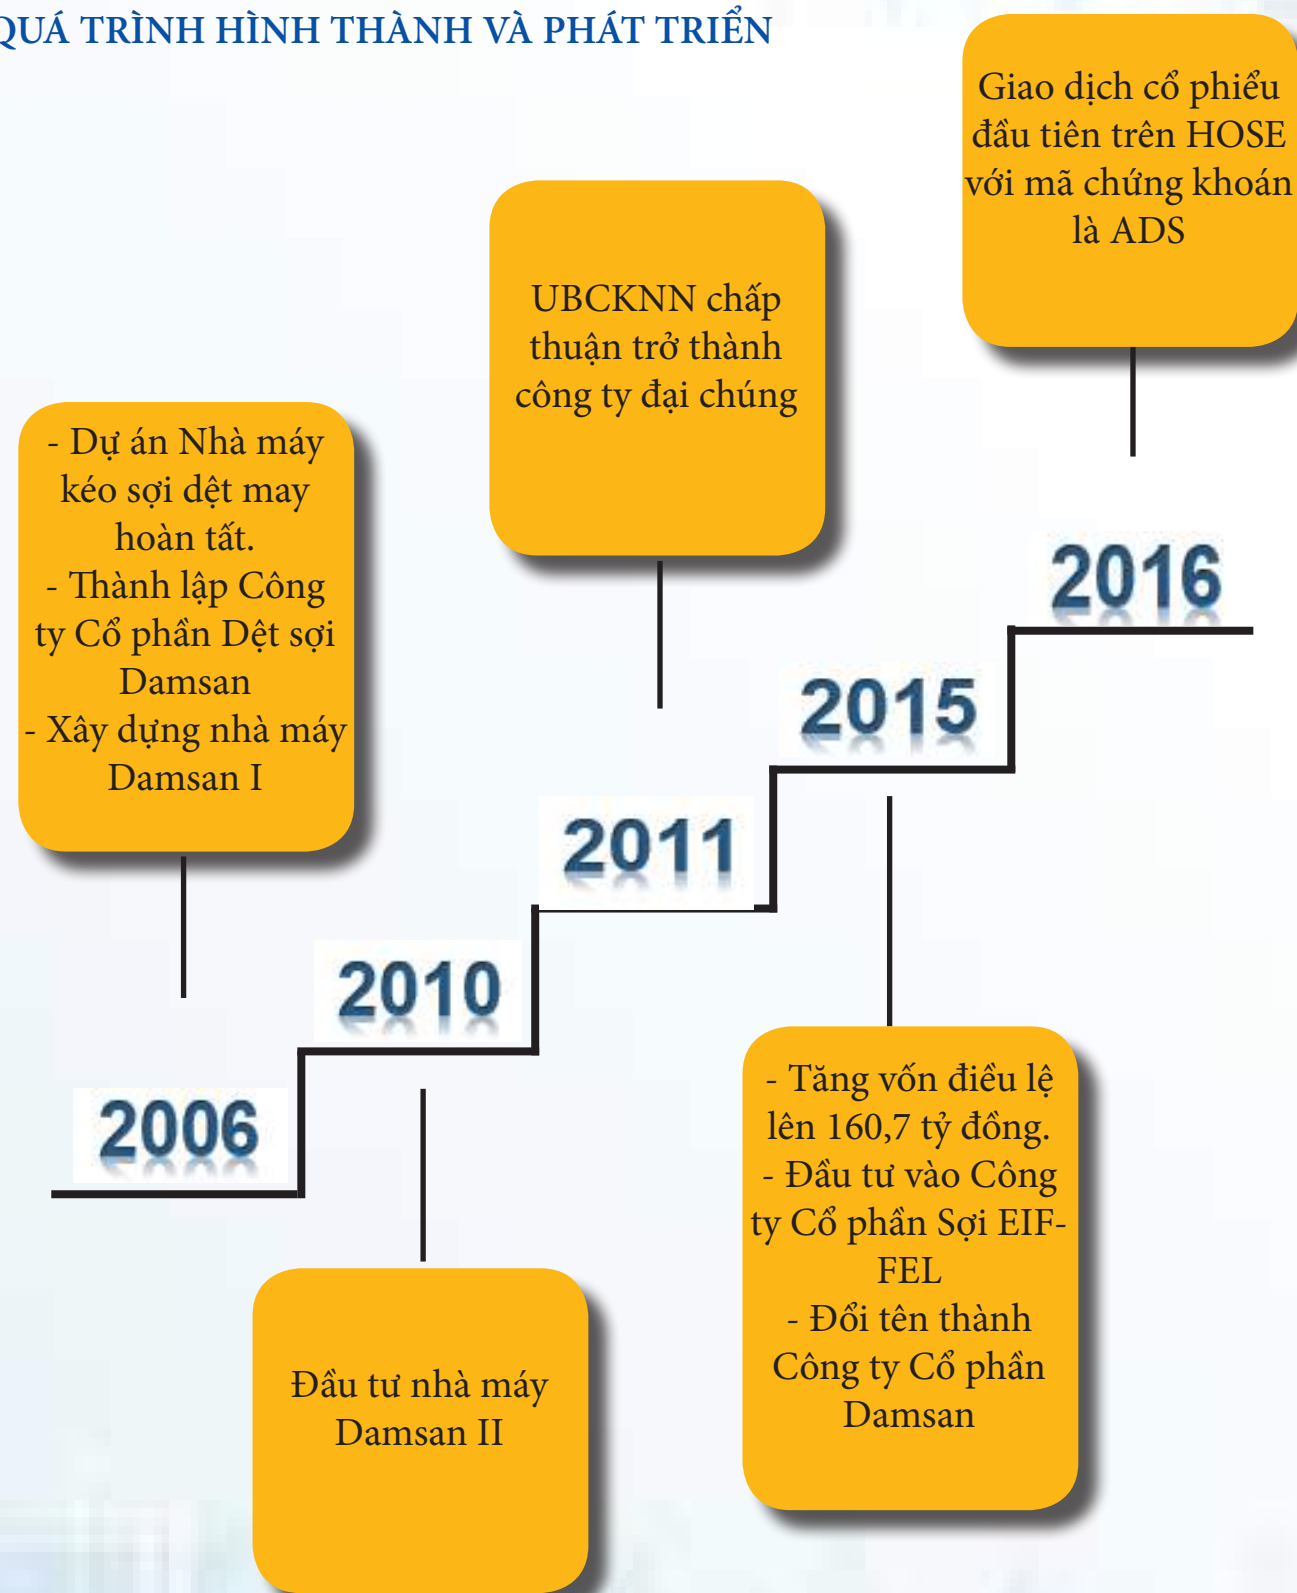 QUÁ TRÌNH HÌNH THÀNH VÀ PHÁT TRIỂN
- Dự án Nhà máy
kéo sợi dệt may
hoàn tất.
- Thành lập Công
ty Cổ phần Dệt sợi
Damsan
- Xây dựng nhà máy
Damsan I
2006
2010
Đầu tư nhà máy
Damsan II
UBCKNN chấp
thuận trở thành
công ty đại chúng
2011
2015
- Tăng vốn điều lệ
lên 160,7 tỷ đồng.
- Đầu tư vào Công
ty Cổ phần Sợi EIF-
FEL
- Đổi tên thành
Công ty Cổ phần
Damsan
Giao dịch cổ phiểu
đầu tiên trên HOSE
với mã chứng khoán
là ADS
2016